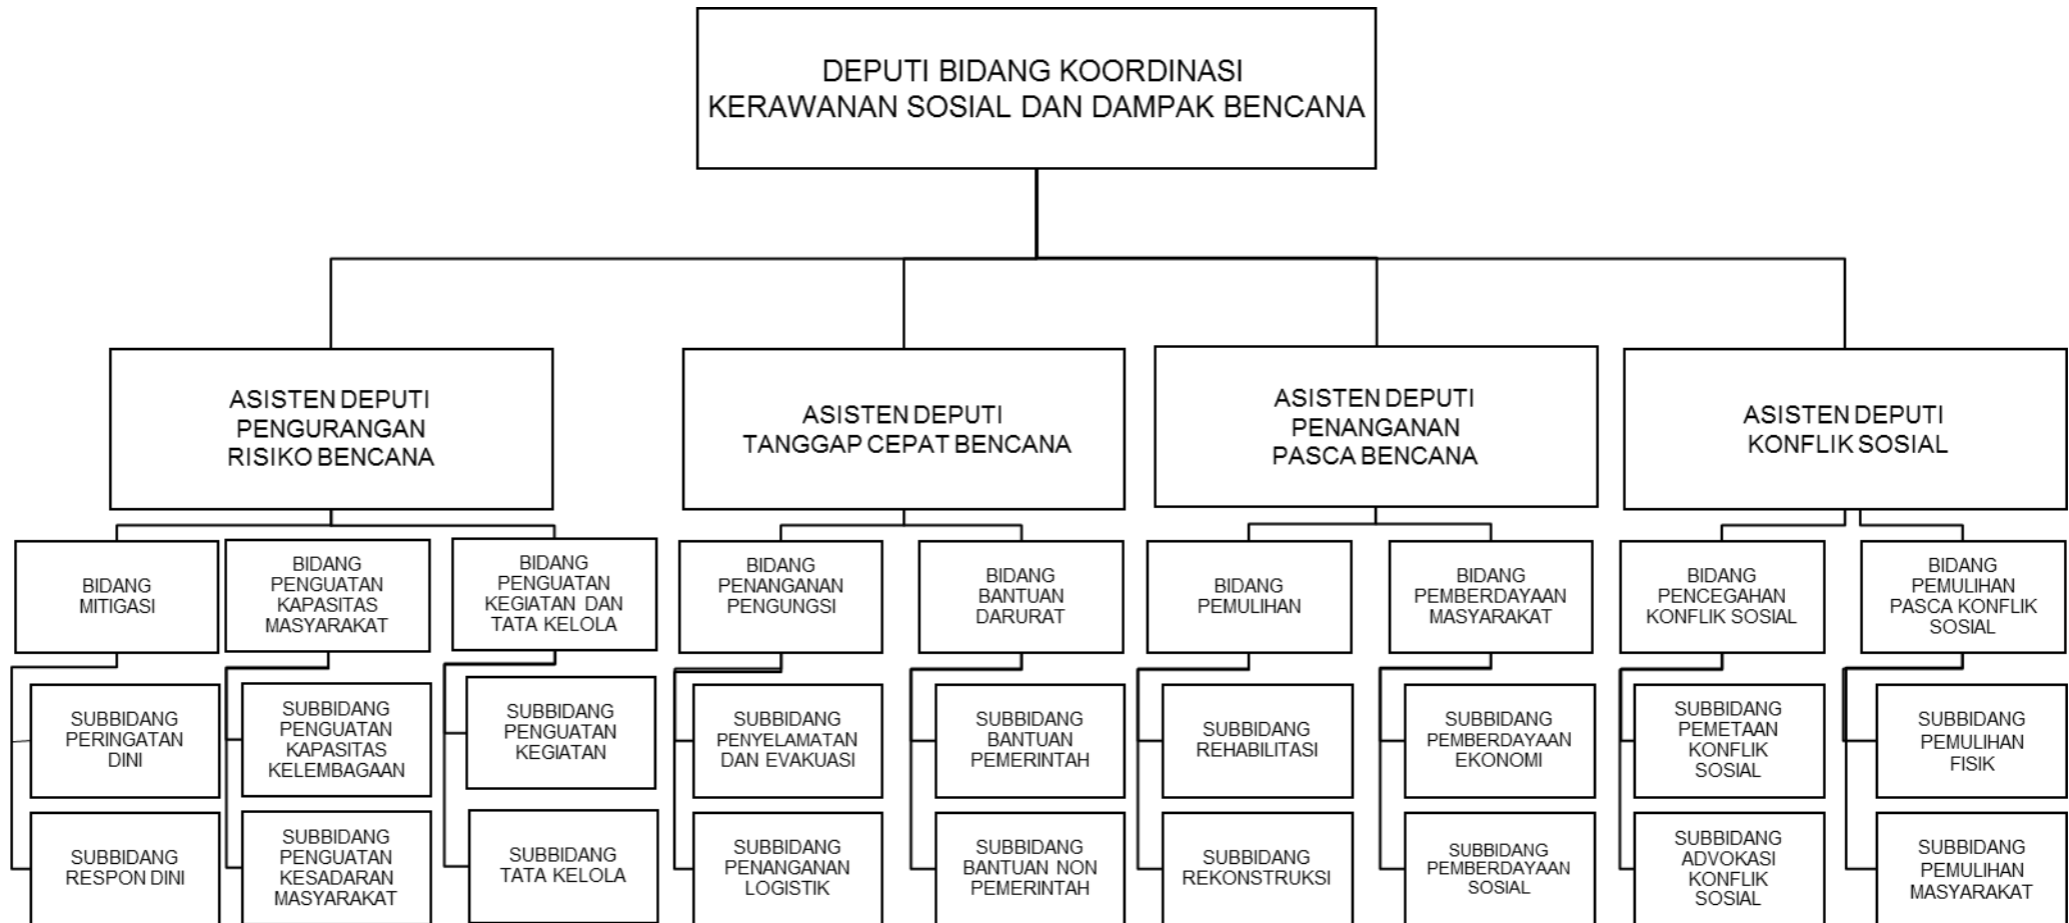 DEPUTI BIDANG KOORDINASI
KERAWANAN SOSIAL DAN DAMPAK BENCANA
ASISTEN DEPUTI
PENGURANGAN
RISIKO BENCANA
ASISTEN DEPUTI
TANGGAP CEPAT BENCANA
ASISTEN DEPUTI
PENANGANAN
PASCA BENCANA
ASISTEN DEPUTI
KONFLIK SOSIAL
BIDANG
MITIGASI
BIDANG
PENGUATAN
KAPASITAS
MASYARAKAT
BIDANG
PENGUATAN
KEGIATAN DAN
TATA KELOLA
BIDANG
PENANGANAN
PENGUNGSI
BIDANG
BANTUAN
DARURAT
BIDANG
PEMULIHAN
BIDANG
PEMBERDAYAAN
MASYARAKAT
BIDANG
PENCEGAHAN
KONFLIK SOSIAL
BIDANG
PEMULIHAN
PASCA KONFLIK
SOSIAL
SUBBIDANG
PERINGATAN
DINI
SUBBIDANG
PENGUATAN
KAPASITAS
KELEMBAGAAN
SUBBIDANG
PENGUATAN
KEGIATAN
SUBBIDANG
PENYELAMATAN
DAN EVAKUASI
SUBBIDANG
BANTUAN
PEMERINTAH
SUBBIDANG
REHABILITASI
SUBBIDANG
PEMBERDAYAAN
EKONOMI
SUBBIDANG
PEMETAAN
KONFLIK
SOSIAL
SUBBIDANG
PEMULIHAN
FISIK
SUBBIDANG
RESPON DINI
SUBBIDANG
PENGUATAN
KESADARAN
MASYARAKAT
SUBBIDANG
TATA KELOLA
SUBBIDANG
PENANGANAN
LOGISTIK
SUBBIDANG
BANTUAN NON
PEMERINTAH
SUBBIDANG
REKONSTRUKSI
SUBBIDANG
PEMBERDAYAAN
SOSIAL
SUBBIDANG
ADVOKASI
KONFLIK
SOSIAL
SUBBIDANG
PEMULIHAN
MASYARAKAT